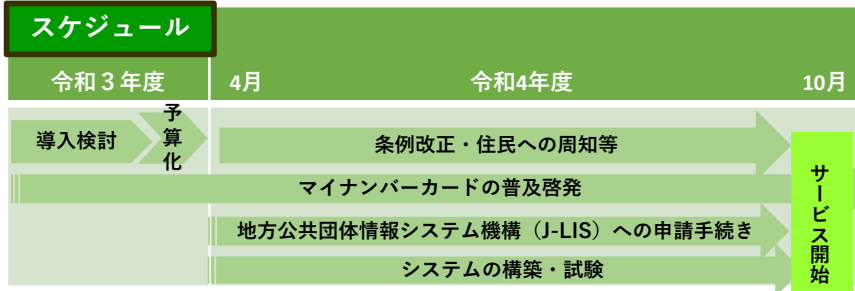 スケジュール
令和３年度
4月
令和4年度
10月
導入検討
予算化
条例改正・住民への周知等
マイナンバーカードの普及啓発
地方公共団体情報システム機構（J-LIS）への申請手続き
システムの構築・試験
サービス開始